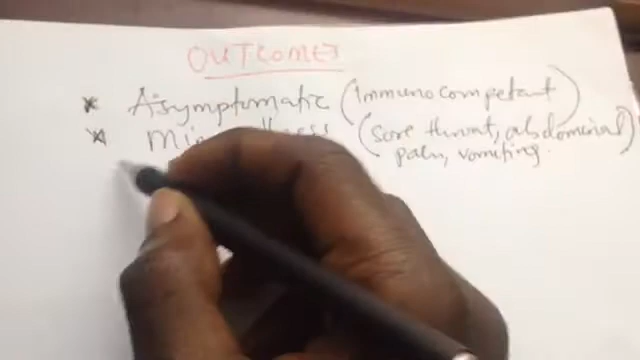 OUTCOMES
* Asymptomatic (Immunocompetent)
* (sore throat, abdominal
pain, vomiting.)